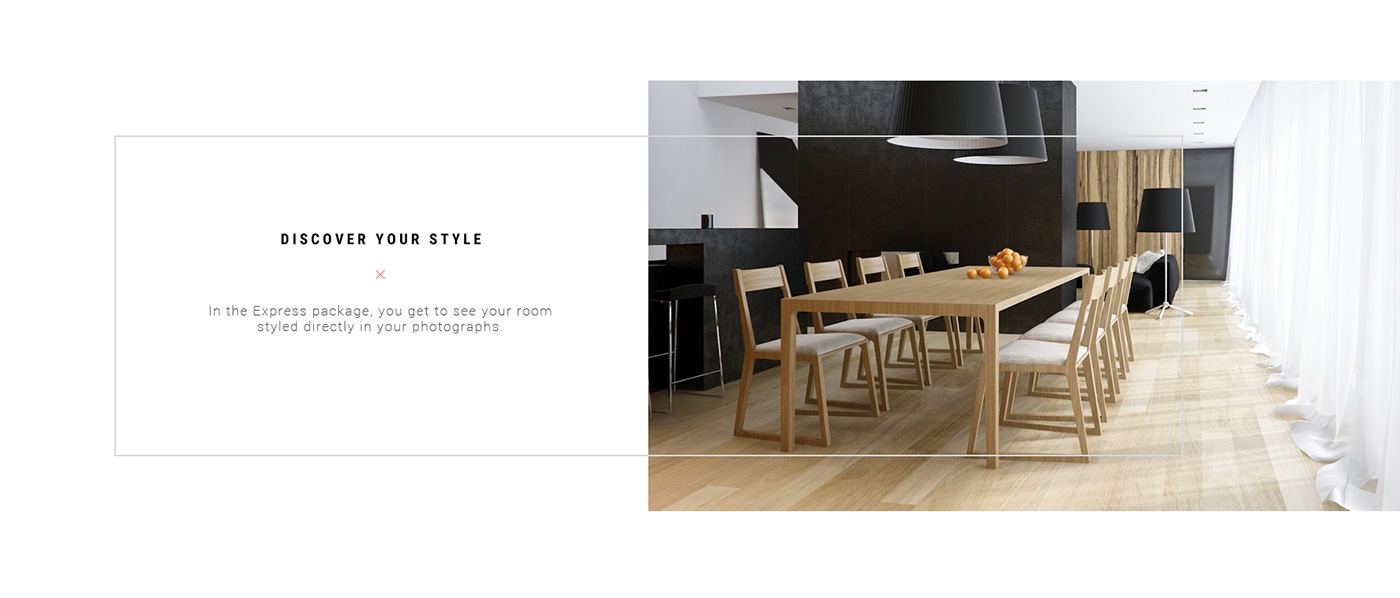 DISCOVER YOUR STYLE
In the Express package, you get to see your room
styled directly in your photographs.